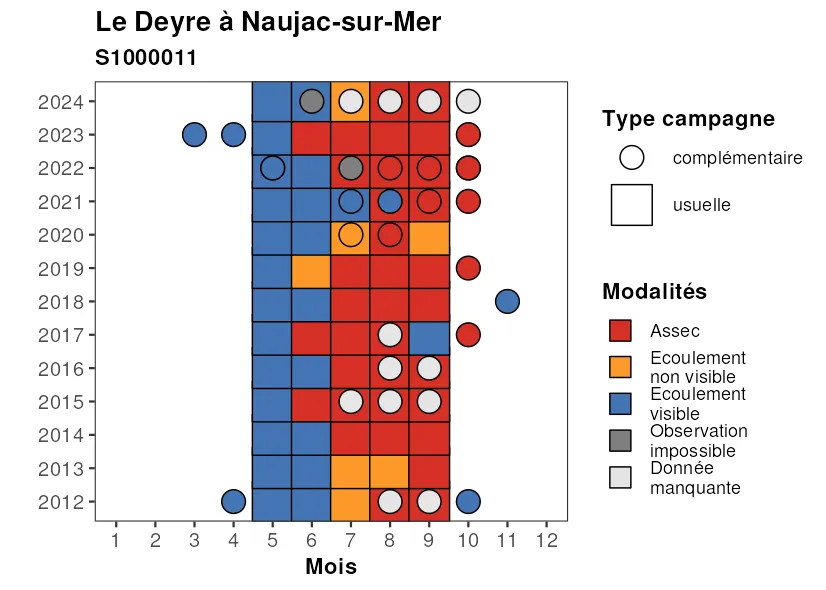 Le Deyre à Naujac-sur-Mer
S1000011
2024
2023
2022
2021
2020
2019
2018
2017
2016
2015
2014
2013
2012
1 2 3 4 5 6 7 8 9 10 11 12
Mois
Type campagne
complémentaire
usuelle
Modalités
Assec
Ecoulement
non visible
Ecoulement
visible
Observation
impossible
Donnée
manquante